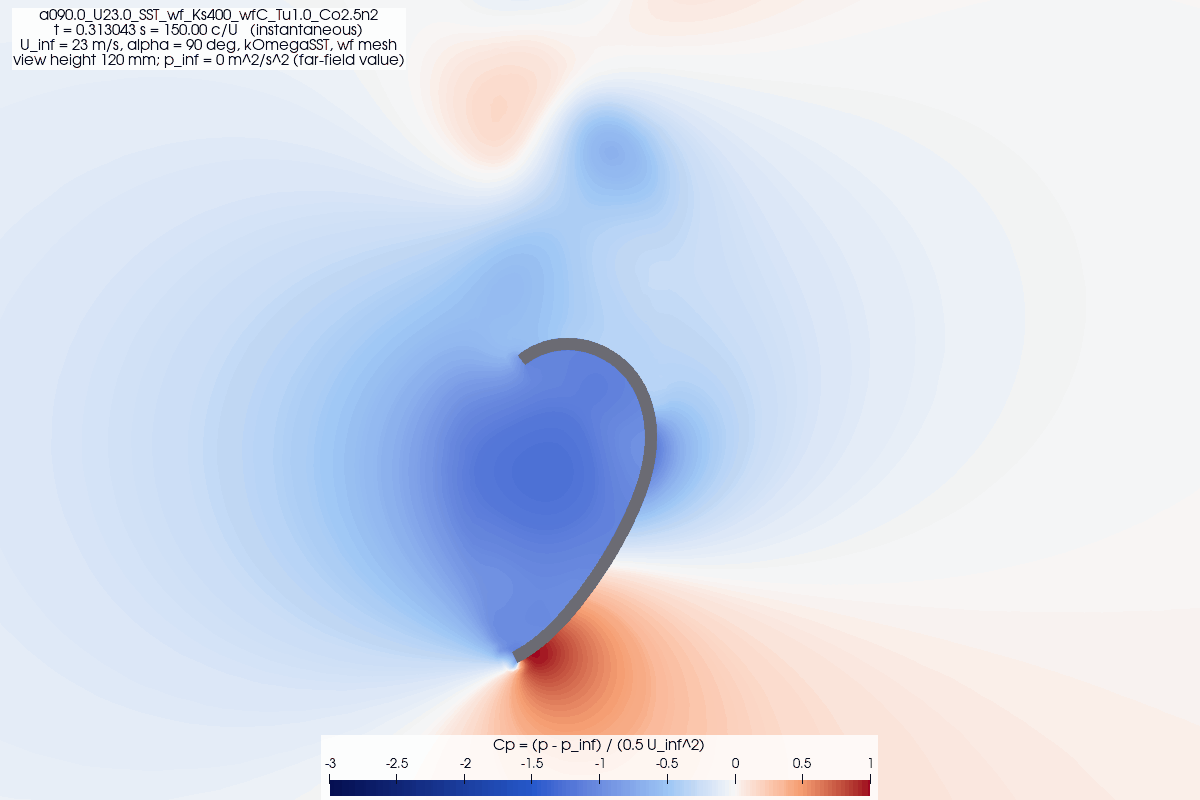 a090.0_U23.0_SST_wf_Ks400_wfC_Tu1.0_Co2.5n2
t = 0.313043 s = 150.00 c/U (instantaneous)
U_inf = 23 m/s, alpha = 90 deg, kOmegaSST, wf mesh
view height 120 mm; p_inf = 0 m^2/s^2 (far-field value)
Cp = (p - p_inf) / (0.5 U_inf^2)
-3 -2.5 -2 -1.5 -1 -0.5 0 0.5 1